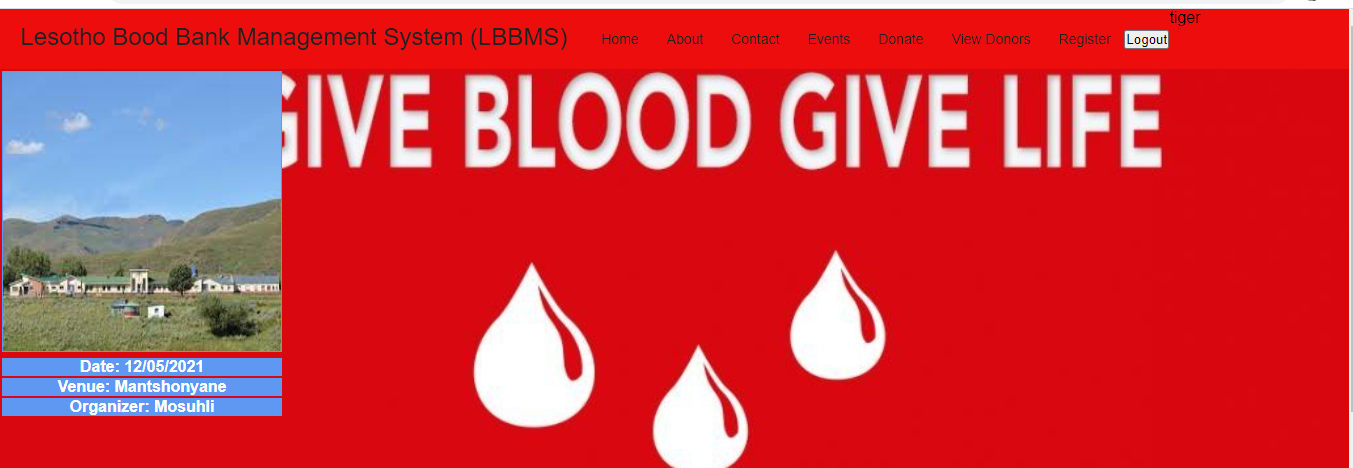 tiger
Lesotho Bood Bank Management System (LBBMS) Home About Contact Events Donate View Donors Register Logout
GIVE BLOOD GIVE LIFE
Date: 12/05/2021
Venue: Mantshonyane
Organizer: Mosuhli